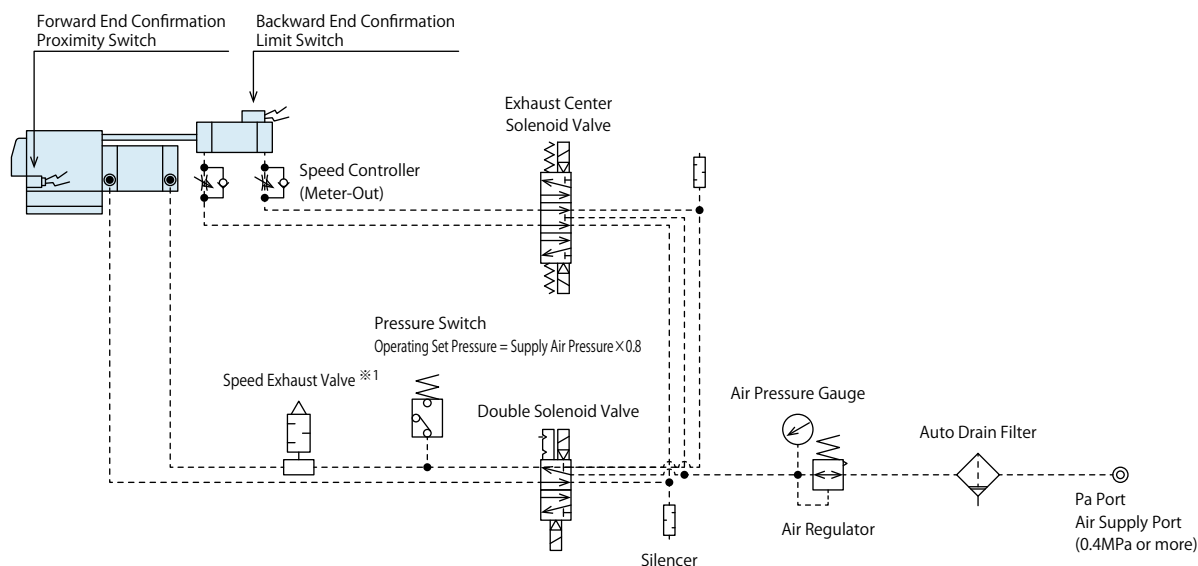 Forward End Confirmation
Proximity Switch
Backward End Confirmation
Limit Switch
Exhaust Center
Solenoid Valve
Speed Controller
(Meter-Out)
Pressure Switch
Operating Set Pressure = Supply Air Pressure×0.8
Speed Exhaust Valve ※1
Double Solenoid Valve
Air Pressure Gauge
Auto Drain Filter
Pa Port
Air Supply Port
(0.4MPa or more)
Air Regulator
Silencer